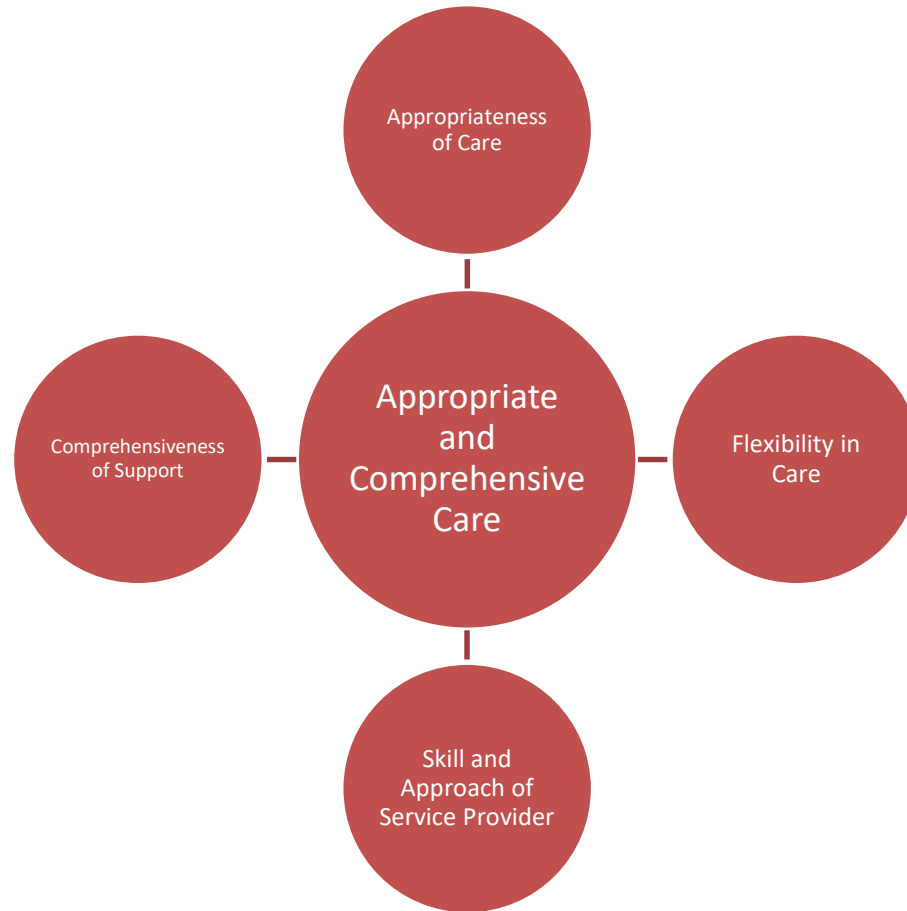 Appropriateness
of Care
Appropriate
and
Comprehensive
Care
Comprehensiveness
of Support
Flexibility in
Care
Skill and
Approach of
Service Provider